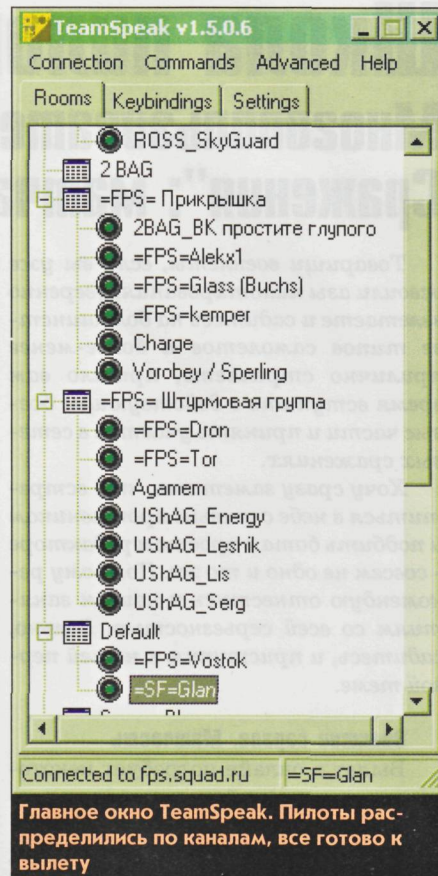 TeamSpeak v1.5.0.6
Connection Commands Advanced Help
Rooms Keybindings Settings
ROSS_SkyGuard
2 BAG
=FPS= Прикрышка
2BAG_BK простите глупого
=FPS=Alekx1
=FPS=Glass (Buchs)
=FPS=kemper
Charge
Vorobey / Sperling
=FPS= Штурмовая группа
=FPS=Dron
=FPS=Tor
Agamem
UShAG_Energy
UShAG_Leshik
UShAG_Lis
UShAG_Serg
Default
=FPS=Vostok
=SF=Glan
Connected to fps.squad.ru =SF=Glan
Главное окно TeamSpeak. Пилоты рас-
пределились по каналам, все готово к
вылету